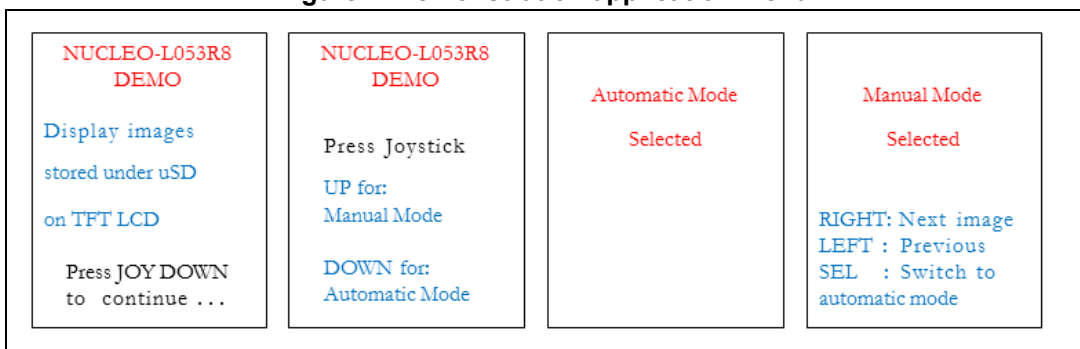 NUCLEO-L053R8
DEMO
Display images
stored under uSD
on TFT LCD
Press JOY DOWN
to continue ...
NUCLEO-L053R8
DEMO
Press Joystick
UP for:
Manual Mode
DOWN for:
Automatic Mode
Automatic Mode
Selected
Manual Mode
Selected
RIGHT: Next image
LEFT : Previous
SEL : Switch to
automatic mode